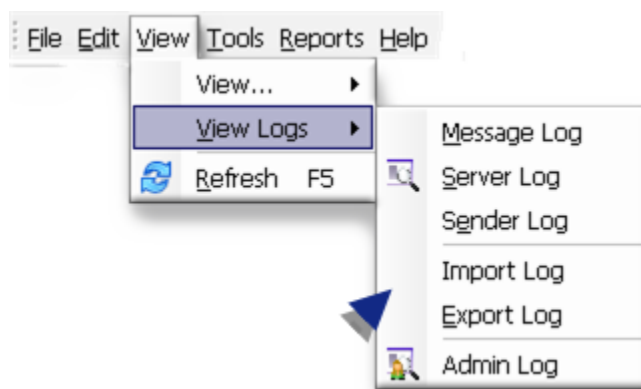 File Edit View Tools Reports Help
View...
View Logs
Refresh F5
Message Log
Server Log
Sender Log
Import Log
Export Log
Admin Log